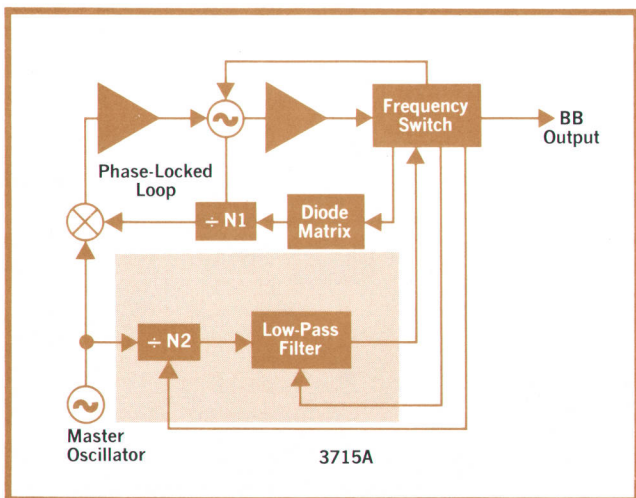 Frequency
Switch
BB
Output
Phase-Locked
Loop
÷ N1
Diode
Matrix
÷ N2
Low-Pass
Filter
Master
Oscillator
3715A